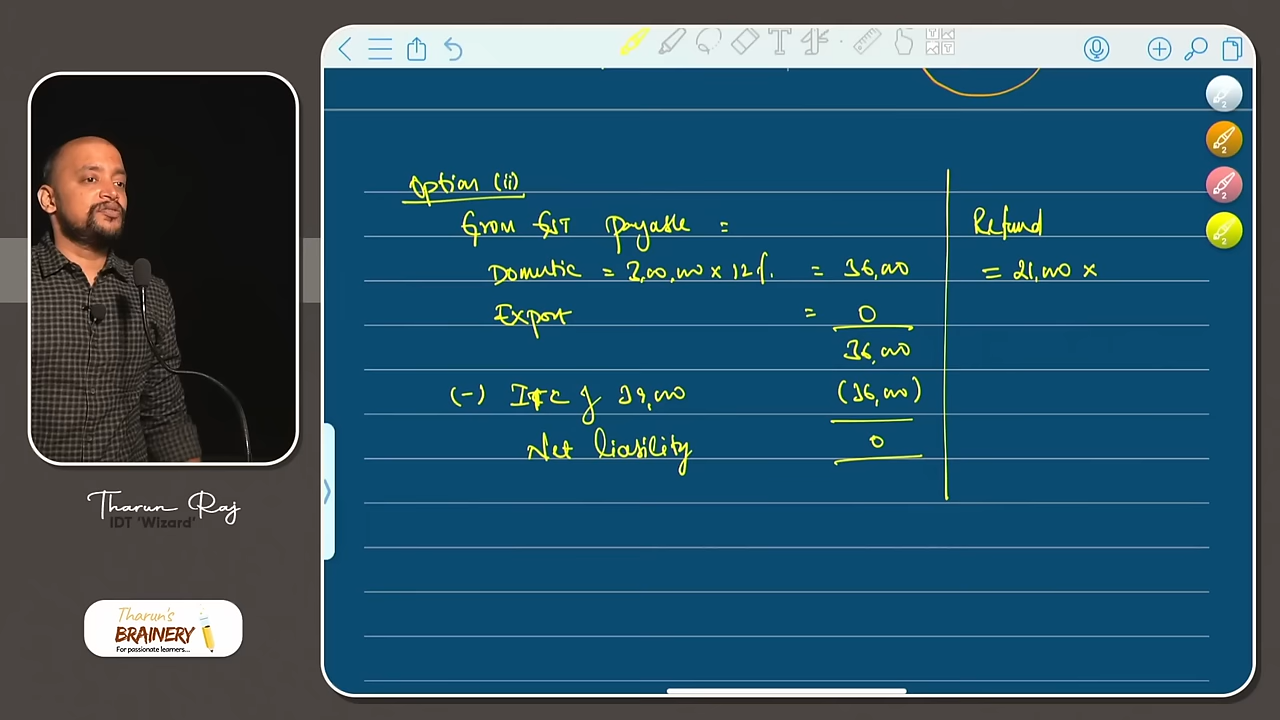 Option (ii)
Gross GST payable =
Refund
Domestic = 3,00,000 × 12% = 36,000
= 21,000 ×
Export = 0
36,000
(-) ITC of 39,000 (36,000)
Net liability 0
Tharun Raj
IDT 'Wizard'
Tharun's
BRAINERY
For passionate learners...